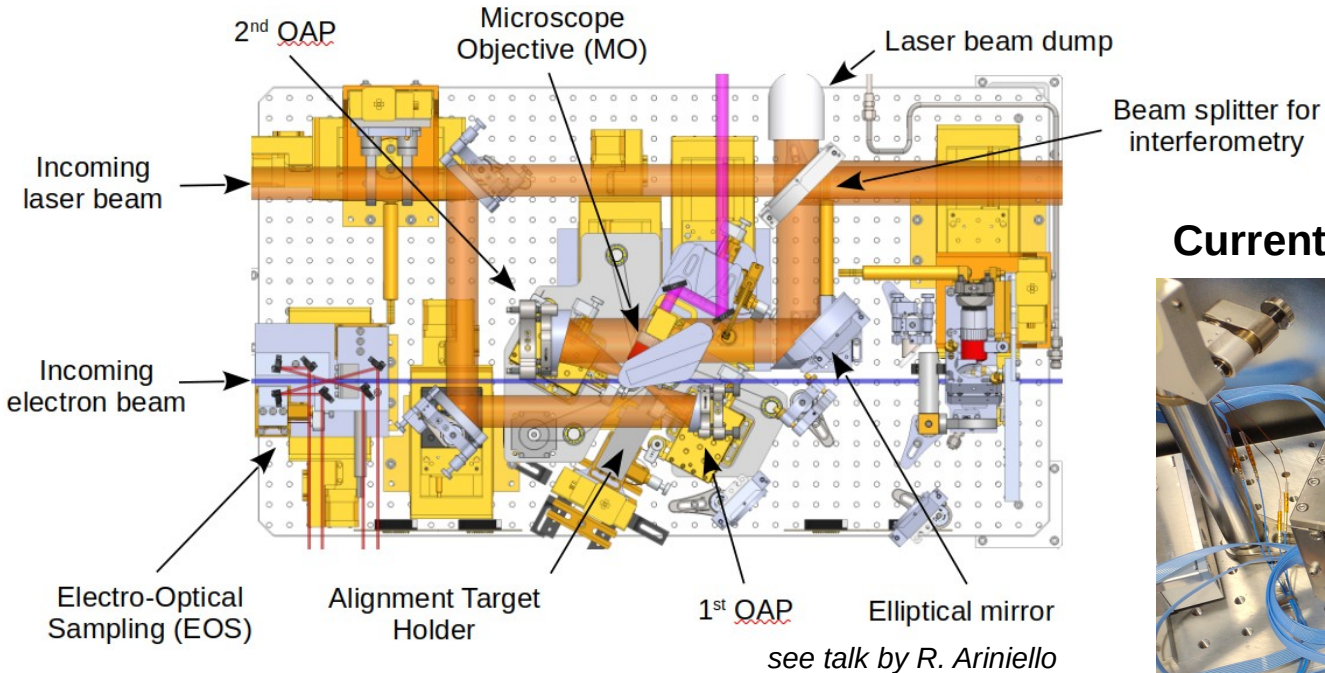 2nd OAP
Microscope
Objective (MO)
Laser beam dump
Beam splitter for
interferometry
Incoming
laser beam
Current
Incoming
electron beam
Electro-Optical
Sampling (EOS)
Alignment Target
Holder
1st OAP
Elliptical mirror
see talk by R. Ariniello